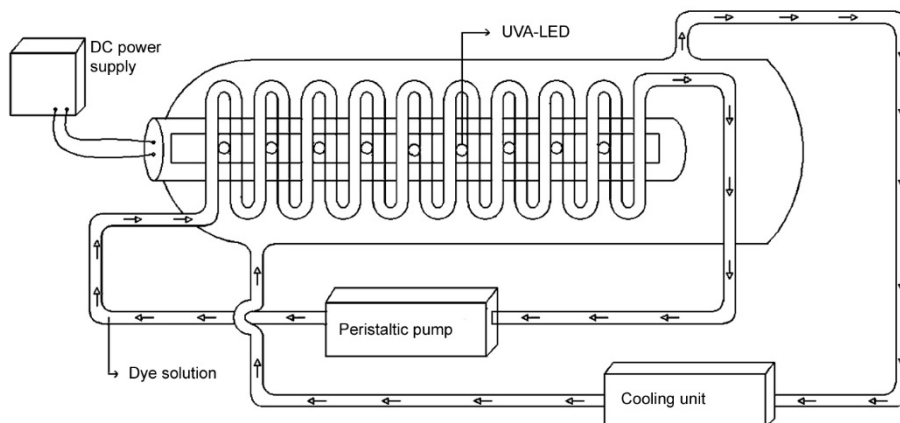 UVA-LED
DC power
supply
Peristaltic pump
Dye solution
Cooling unit